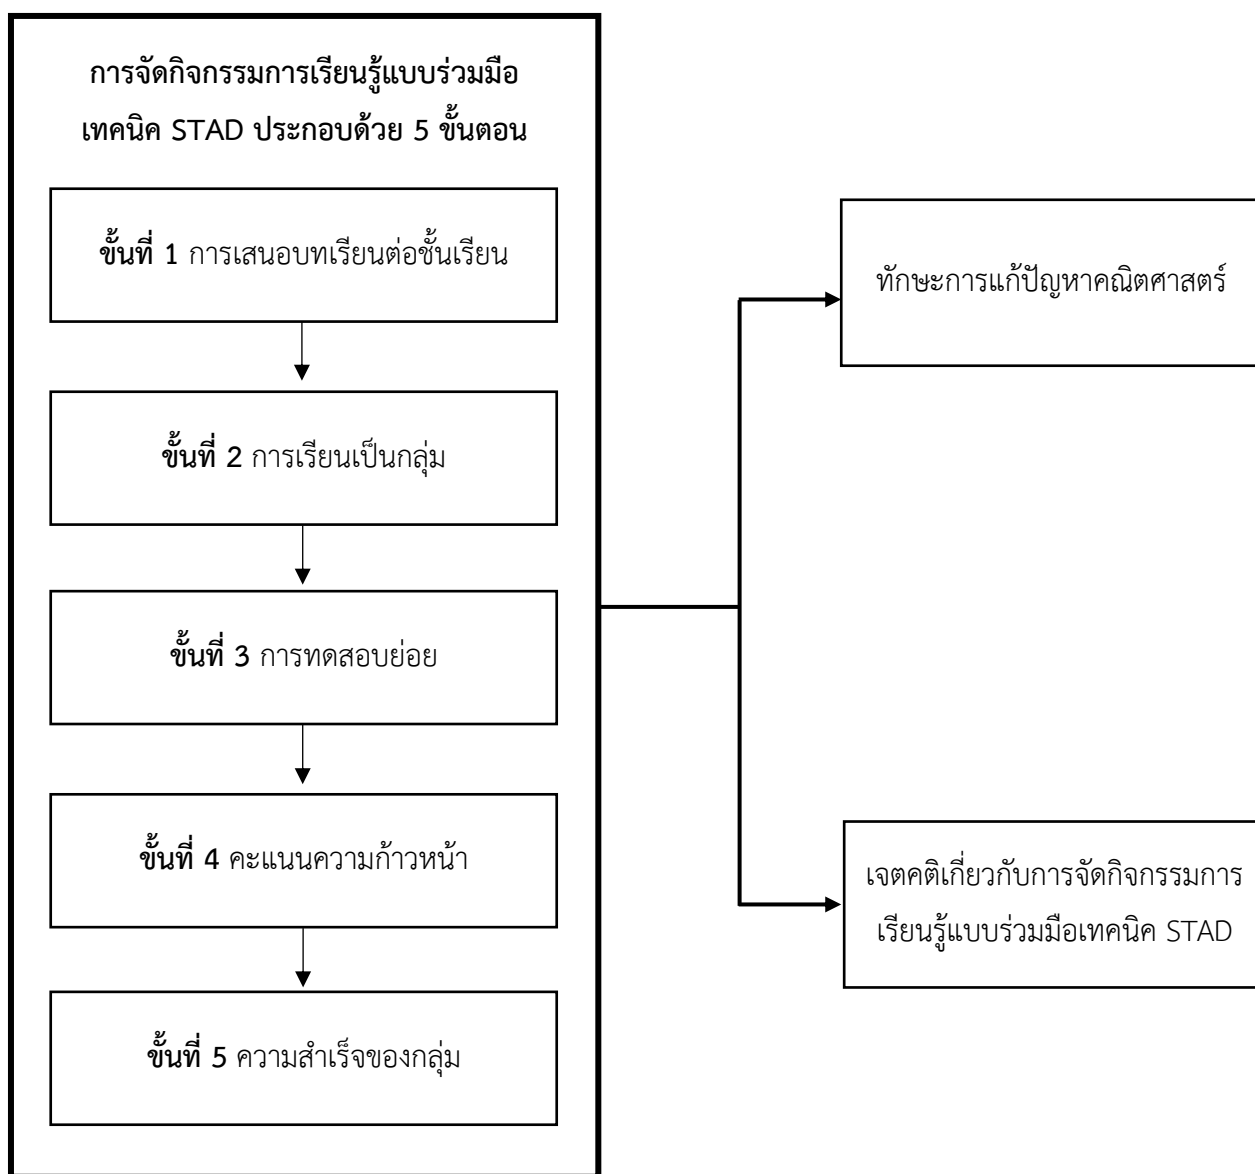 การจัดกิจกรรมการเรียนรู้แบบร่วมมือ
เทคนิค STAD ประกอบด้วย 5 ขั้นตอน
ขั้นที่ 1 การเสนอบทเรียนต่อชั้นเรียน
ขั้นที่ 2 การเรียนเป็นกลุ่ม
ขั้นที่ 3 การทดสอบย่อย
ขั้นที่ 4 คะแนนความก้าวหน้า
ขั้นที่ 5 ความสำเร็จของกลุ่ม
ทักษะการแก้ปัญหาคณิตศาสตร์
เจตคติเกี่ยวกับการจัดกิจกรรมการ
เรียนรู้แบบร่วมมือเทคนิค STAD